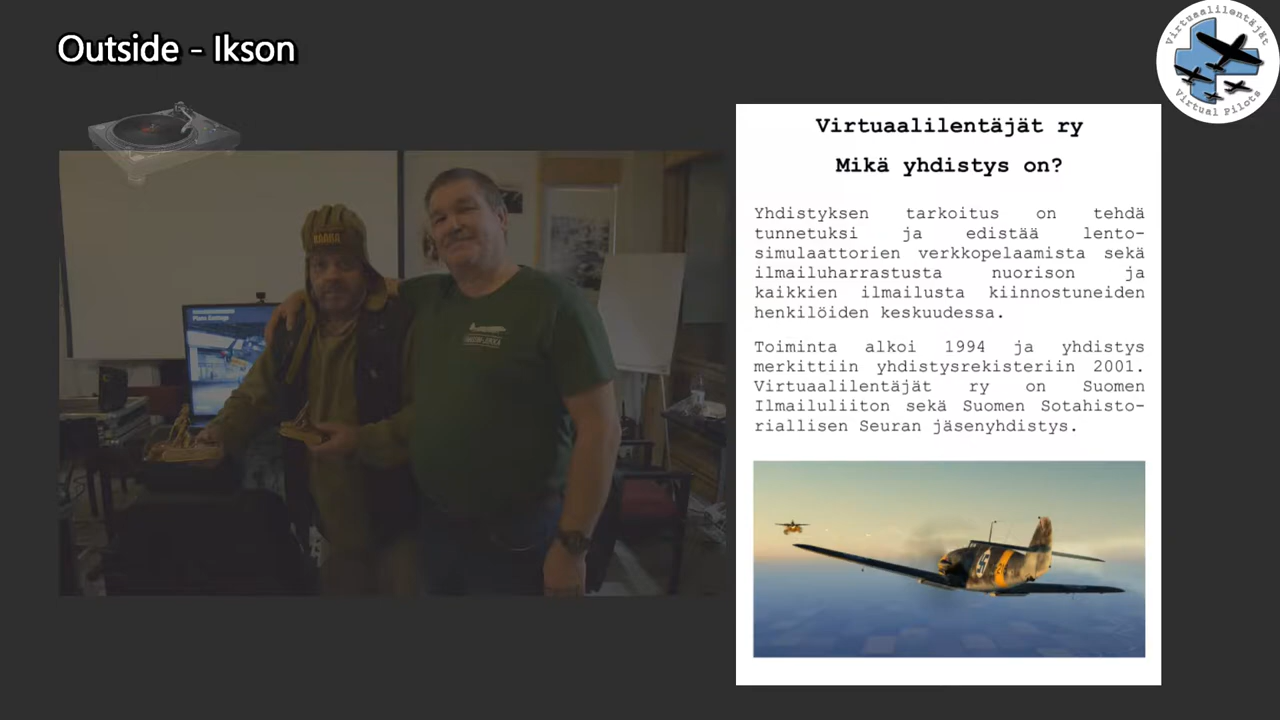 Outside - Ikson
Virtuaalilentäjät
Virtual Pilots
Virtuaalilentäjät ry
Mikä yhdistys on?
Yhdistyksen tarkoitus on tehdä
tunnetuksi ja edistää lento-
simulaattorien verkkopelaamista sekä
ilmailuharrastusta nuorison ja
kaikkien ilmailusta kiinnostuneiden
henkilöiden keskuudessa.
Toiminta alkoi 1994 ja yhdistys
merkittiin yhdistysrekisteriin 2001.
Virtuaalilentäjät ry on Suomen
Ilmailuliiton sekä Suomen Sotahisto-
riallisen Seuran jäsenyhdistys.